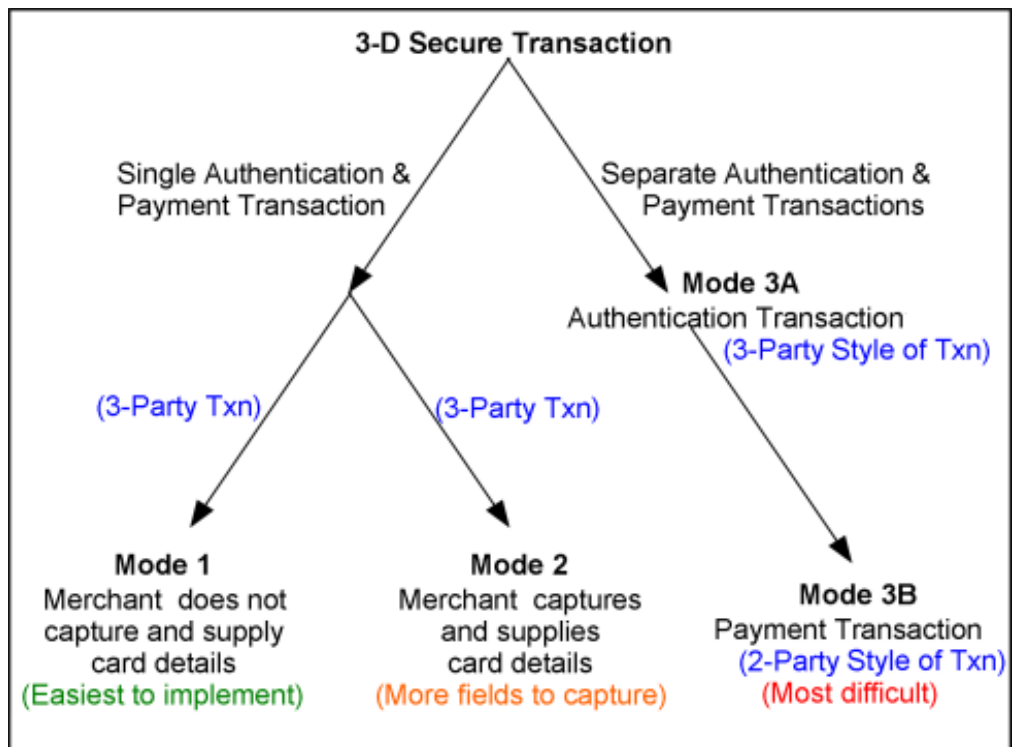 3-D Secure Transaction
Single Authentication &
Payment Transaction
Separate Authentication &
Payment Transactions
Mode 3A
Authentication Transaction
(3-Party Style of Txn)
(3-Party Txn)
(3-Party Txn)
Mode 1
Merchant does not
capture and supply
card details
(Easiest to implement)
Mode 2
Merchant captures
and supplies
card details
(More fields to capture)
Mode 3B
Payment Transaction
(2-Party Style of Txn)
(Most difficult)